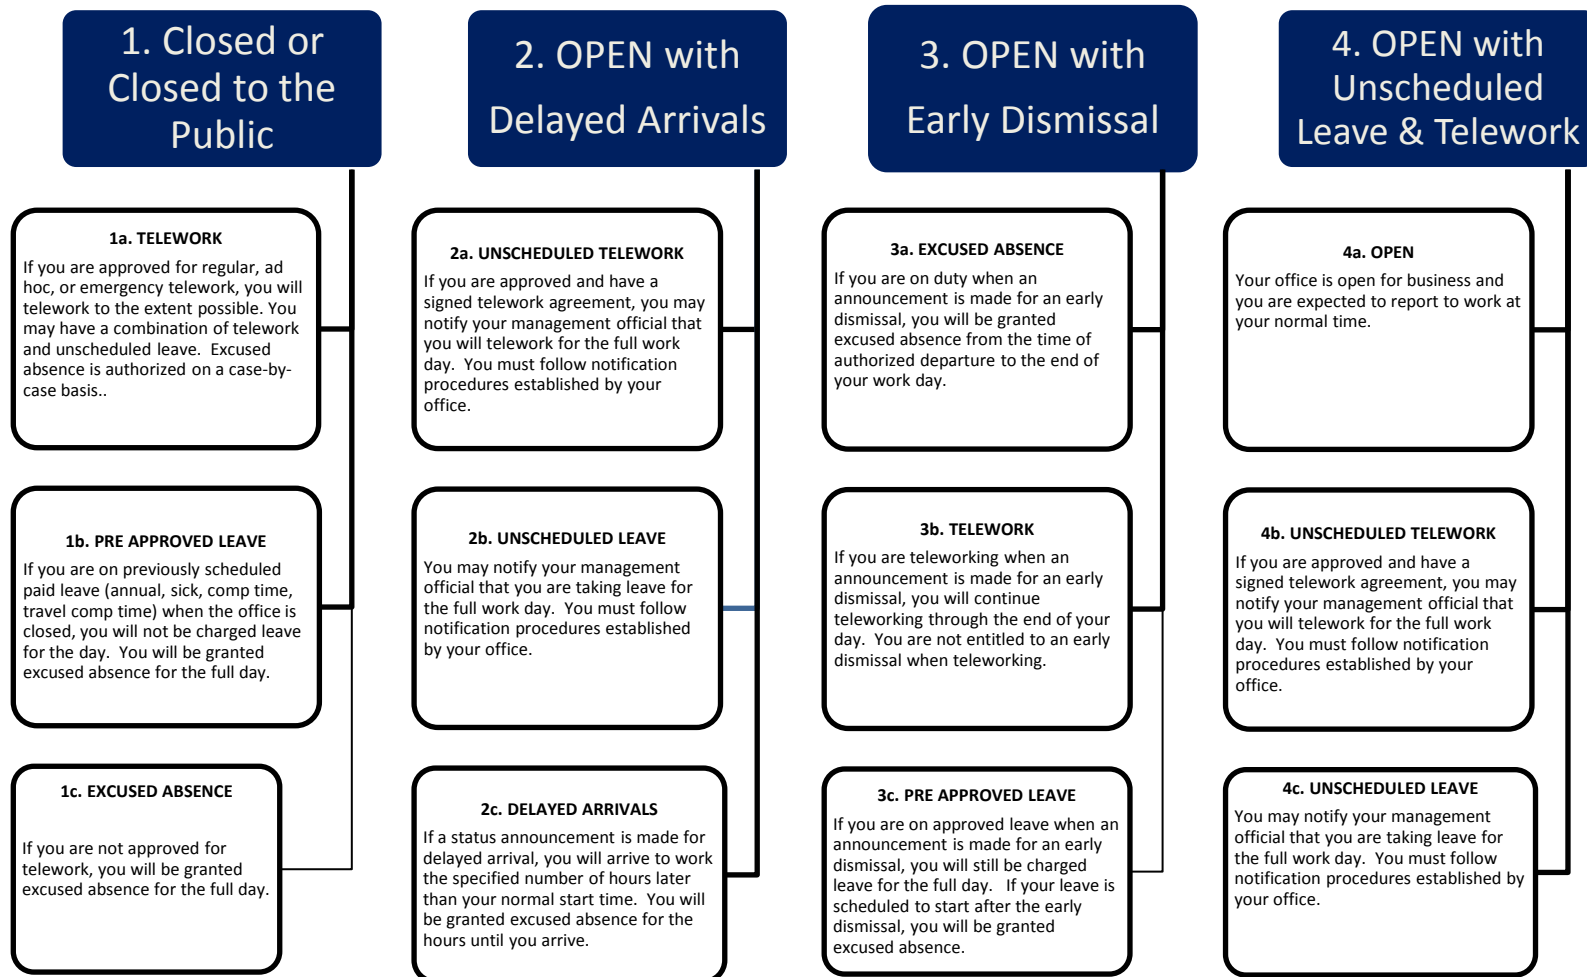 1. Closed or
Closed to the
Public
1a. TELEWORK
If you are approved for regular, ad
hoc, or emergency telework, you will
telework to the extent possible. You
may have a combination of telework
and unscheduled leave.  Excused
absence is authorized on a case-by-
case basis..
1b. PRE APPROVED LEAVE
If you are on previously scheduled
paid leave (annual, sick, comp time,
travel comp time) when the office is
closed, you will not be charged leave
for the day.  You will be granted
excused absence for the full day.
1c. EXCUSED ABSENCE
If you are not approved for
telework, you will be granted
excused absence for the full day.
2. OPEN with
Delayed Arrivals
2a. UNSCHEDULED TELEWORK
If you are approved and have a
signed telework agreement, you may
notify your management official that
you will telework for the full work
day.  You must follow notification
procedures established by your
office.
2b. UNSCHEDULED LEAVE
You may notify your management
official that you are taking leave for
the full work day.  You must follow
notification procedures established
by your office.
2c. DELAYED ARRIVALS
If a status announcement is made for
delayed arrival, you will arrive to work
the specified number of hours later
than your normal start time.  You will
be granted excused absence for the
hours until you arrive.
3. OPEN with
Early Dismissal
3a. EXCUSED ABSENCE
If you are on duty when an
announcement is made for an early
dismissal, you will be granted
excused absence from the time of
authorized departure to the end of
your work day.
3b. TELEWORK
If you are teleworking when an
announcement is made for an early
dismissal, you will continue
teleworking through the end of your
day.  You are not entitled to an early
dismissal when teleworking.
3c. PRE APPROVED LEAVE
If you are on approved leave when an
announcement is made for an early
dismissal, you will still be charged
leave for the full day.   If your leave is
scheduled to start after the early
dismissal, you will be granted
excused absence.
4. OPEN with
Unscheduled
Leave & Telework
4a. OPEN
Your office is open for business and
you are expected to report to work at
your normal time.
4b. UNSCHEDULED TELEWORK
If you are approved and have a
signed telework agreement, you may
notify your management official that
you will telework for the full work
day.  You must follow notification
procedures established by your
office.
4c. UNSCHEDULED LEAVE
You may notify your management
official that you are taking leave for
the full work day.  You must follow
notification procedures established by
your office.